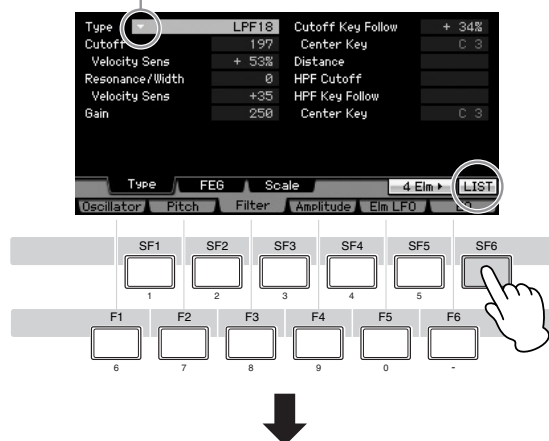 Type LPF18 Cutoff Key Follow + 34%
Cutoff 197 Center Key C 3
Velocity Sens + 53% Distance
Resonance/Width 0 HPF Cutoff
Velocity Sens +35 HPF Key Follow
Gain 250 Center Key C 3
Type FEG Scale 4 Elm LIST
Oscillator Pitch Filter Amplitude Elm LFO
SF1 SF2 SF3 SF4 SF5 SF6
1 2 3 4 5
F1 F2 F3 F4 F5 F6
6 7 8 9 0 -